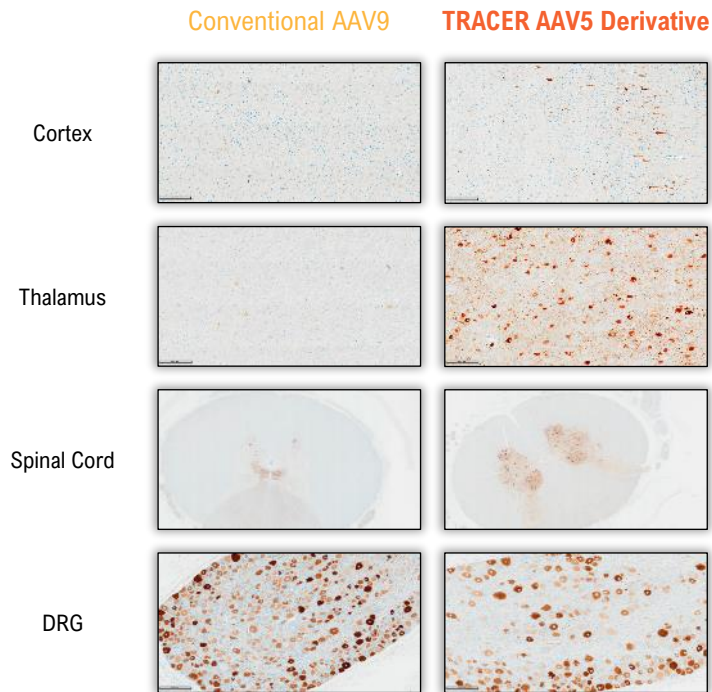 Conventional AAV9
TRACER AAV5 Derivative
Cortex
Thalamus
Spinal Cord
DRG